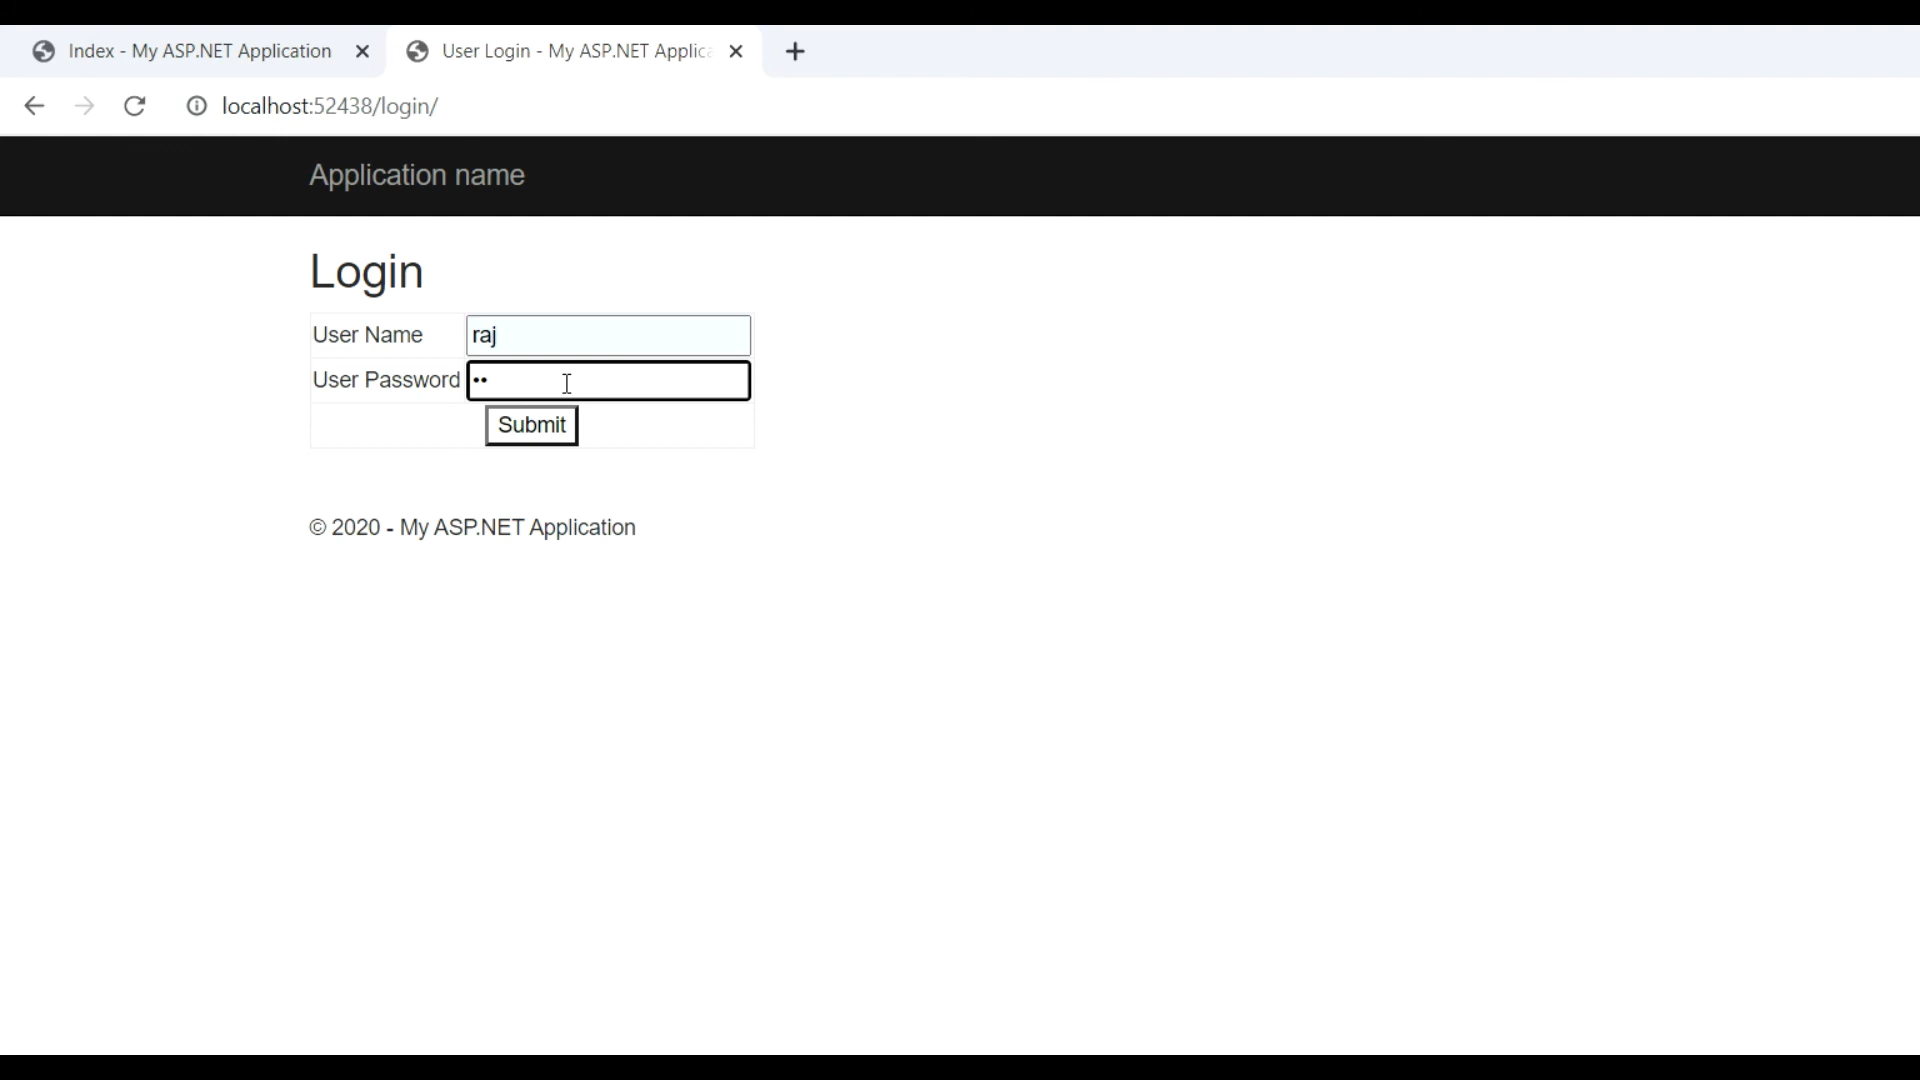 Index - My ASP.NET Application
User Login - My ASP.NET Applica
localhost:52438/login/
Application name
Login
User Name raj
User Password ••
Submit
© 2020 - My ASP.NET Application